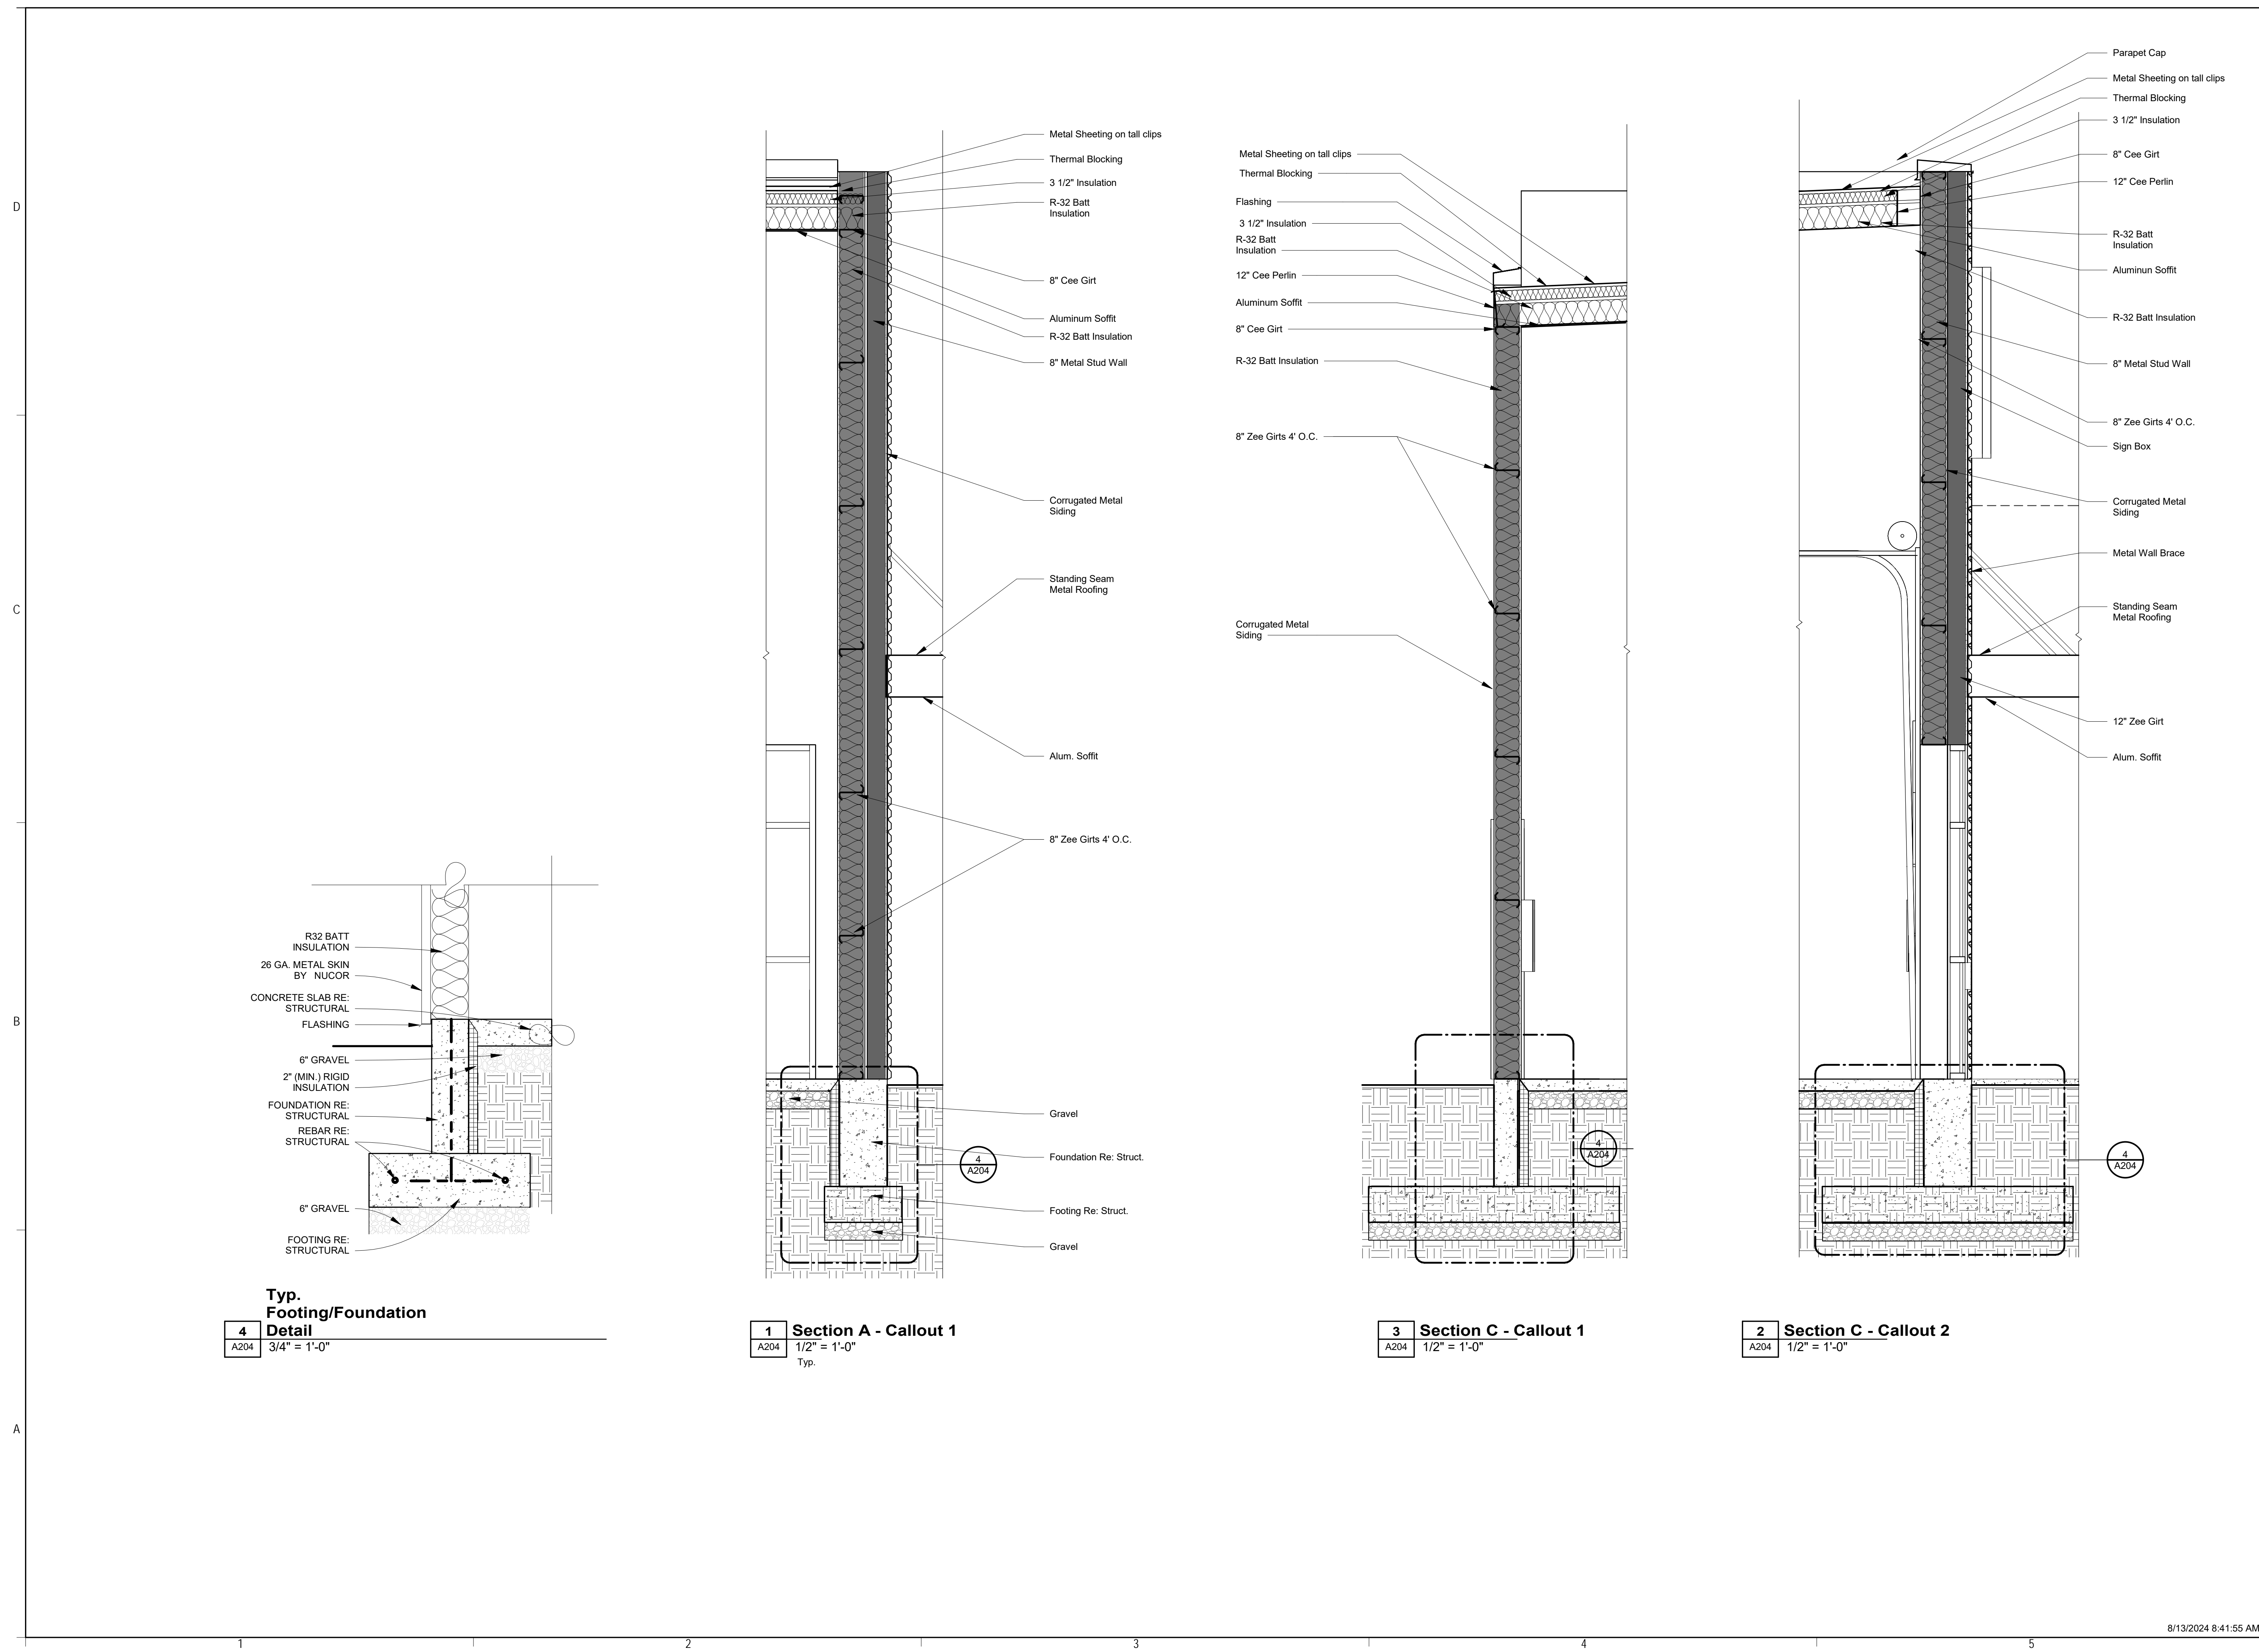 R32 BATT
INSULATION
26 GA. METAL SKIN
BY NUCOR
CONCRETE SLAB RE:
STRUCTURAL
FLASHING
6" GRAVEL
2" (MIN.) RIGID
INSULATION
FOUNDATION RE:
STRUCTURAL
REBAR RE:
STRUCTURAL
6" GRAVEL
FOOTING RE:
STRUCTURAL
Typ.
Footing/Foundation
4 Detail
A204 3/4" = 1'-0"
Metal Sheeting on tall clips
Thermal Blocking
3 1/2" Insulation
R-32 Batt
Insulation
8" Cee Girt
Aluminum Soffit
R-32 Batt Insulation
8" Metal Stud Wall
Corrugated Metal
Siding
Standing Seam
Metal Roofing
Alum. Soffit
8" Zee Girts 4' O.C.
Gravel
Foundation Re: Struct.
4
A204
Footing Re: Struct.
Gravel
1 Section A - Callout 1
A204 1/2" = 1'-0"
Typ.
Metal Sheeting on tall clips
Thermal Blocking
Flashing
3 1/2" Insulation
R-32 Batt
Insulation
12" Cee Perlin
Aluminum Soffit
8" Cee Girt
R-32 Batt Insulation
8" Zee Girts 4' O.C.
Corrugated Metal
Siding
4
A204
3 Section C - Callout 1
A204 1/2" = 1'-0"
Parapet Cap
Metal Sheeting on tall clips
Thermal Blocking
3 1/2" Insulation
8" Cee Girt
12" Cee Perlin
R-32 Batt
Insulation
Aluminun Soffit
R-32 Batt Insulation
8" Metal Stud Wall
8" Zee Girts 4' O.C.
Sign Box
Corrugated Metal
Siding
Metal Wall Brace
Standing Seam
Metal Roofing
12" Zee Girt
Alum. Soffit
4
A204
2 Section C - Callout 2
A204 1/2" = 1'-0"
D
C
B
A
8/13/2024 8:41:55 AM
1
2
3
4
5